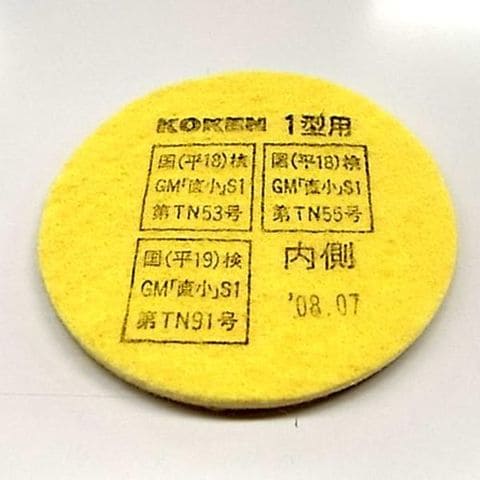 KOKEN 1型用
国(平18)検
GM「直小」S1
第TN53号
国(平18)検
GM「直小」S1
第TN55号
国(平19)検
GM「直小」S1
第TN91号
内側
'08.07